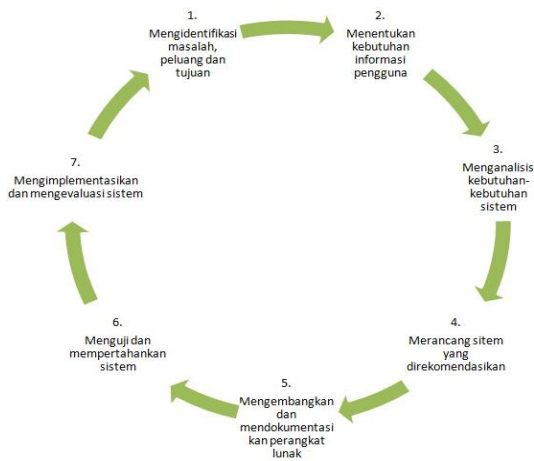 1.
Mengidentifikasi
masalah,
peluang dan
tujuan
2.
Menentukan
kebutuhan
informasi
pengguna
3.
Menganalisis
kebutuhan-
kebutuhan
sistem
4.
Merancang sitem
yang
direkomendasikan
5.
Mengembangkan
dan
mendokumentasi
kan perangkat
lunak
6.
Menguji dan
mempertahankan
sistem
7.
Mengimplementasikan
dan mengevaluasi sistem